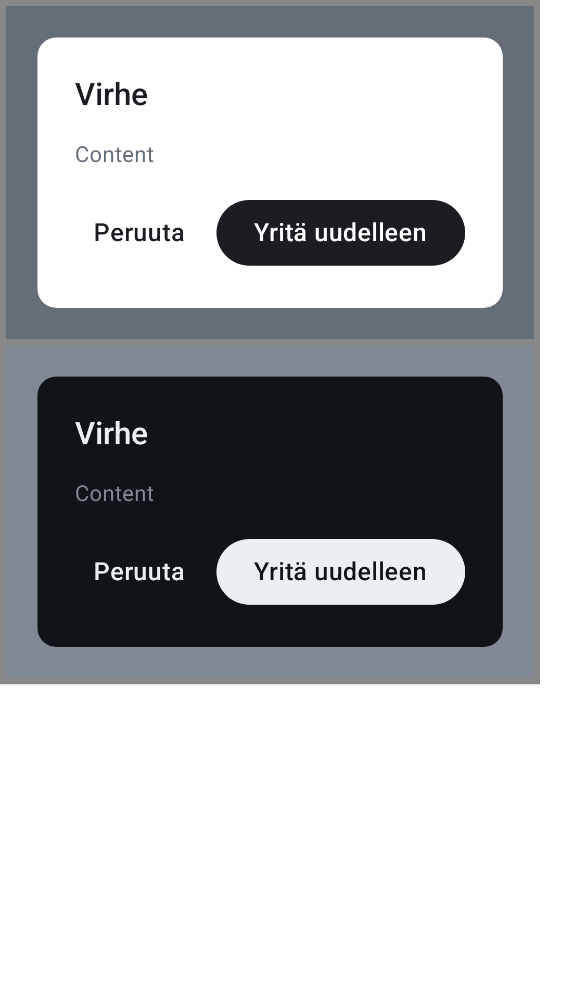 Virhe
Content
Peruuta Yritä uudelleen
Virhe
Content
Peruuta Yritä uudelleen